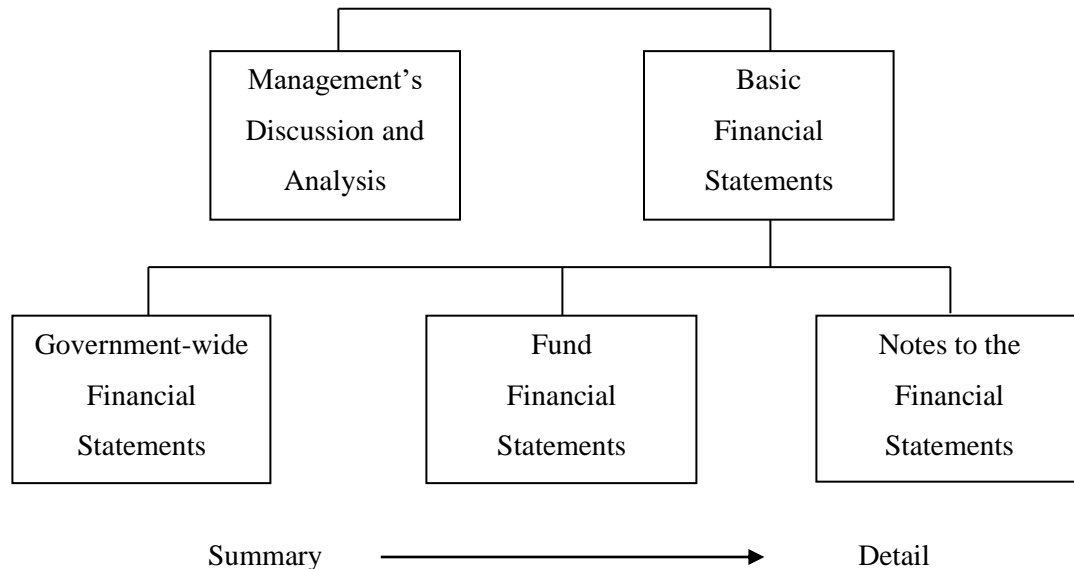 Management’s
Discussion and
Analysis
Basic
Financial
Statements
Government-wide
Financial
Statements
Fund
Financial
Statements
Notes to the
Financial
Statements
Summary
Detail